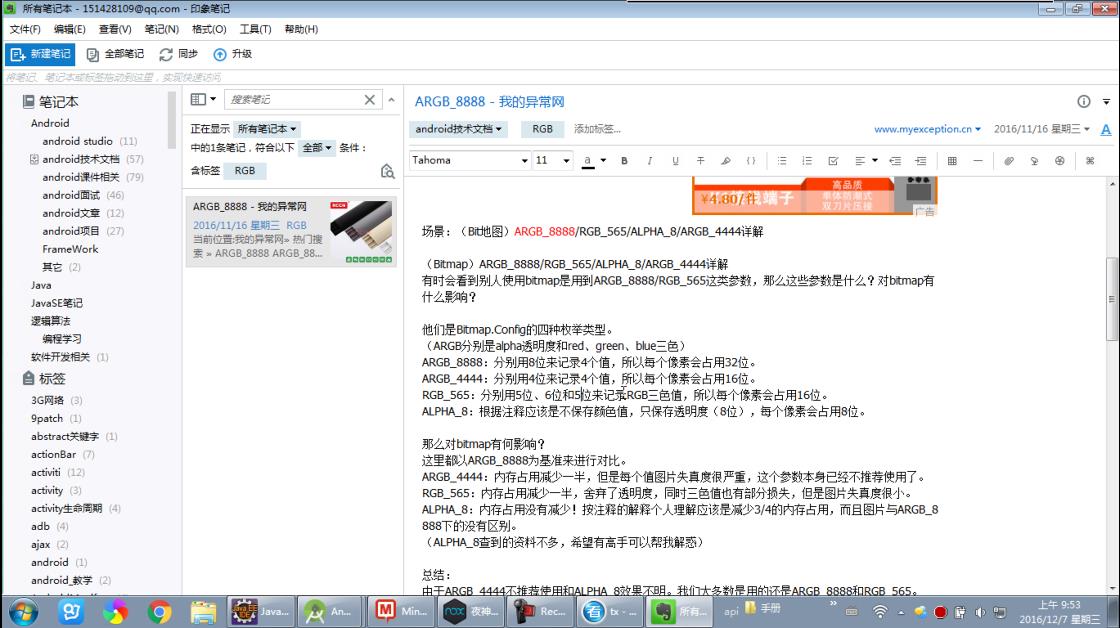 所有笔记本 - 151428109@qq.com - 印象笔记
文件(F) 编辑(E) 查看(V) 笔记(N) 格式(O) 工具(T) 帮助(H)
新建笔记 全部笔记 同步 升级
将笔记、笔记本或标签拖动到这里，实现快速访问
笔记本
Android
android studio (11)
android技术文档 (57)
android课件相关 (79)
android面试 (46)
android文章 (12)
android项目 (27)
FrameWork
其它 (2)
Java
JavaSE笔记
逻辑算法
编程学习
软件开发相关 (1)
标签
3G网络 (3)
9patch (1)
abstract关键字 (1)
actionBar (7)
activiti (12)
activity (3)
activity生命周期 (4)
adb (4)
ajax (2)
android (1)
android_教学 (2)
搜索笔记
正在显示 所有笔记本
中的1条笔记，符合以下 全部 条件：
含标签 RGB
ARGB_8888 - 我的异常网
2016/11/16 星期三 RGB
当前位置:我的异常网» 热门搜
索 » ARGB_8888 ARGB_88...
ARGB_8888 - 我的异常网
android技术文档 RGB 添加标签...
www.myexception.cn 2016/11/16 星期三
Tahoma 11
¥4.80/件
高品质
单体防潮式
双刀片压接
广告
场景：（Bit地图）ARGB_8888/RGB_565/ALPHA_8/ARGB_4444详解
（Bitmap）ARGB_8888/RGB_565/ALPHA_8/ARGB_4444详解
有时会看到别人使用bitmap是用到ARGB_8888/RGB_565这类参数，那么这些参数是什么？对bitmap有
什么影响？
他们是Bitmap.Config的四种枚举类型。
（ARGB分别是alpha透明度和red、green、blue三色）
ARGB_8888：分别用8位来记录4个值，所以每个像素会占用32位。
ARGB_4444：分别用4位来记录4个值，所以每个像素会占用16位。
RGB_565：分别用5位、6位和5位来记录RGB三色值，所以每个像素会占用16位。
ALPHA_8：根据注释应该是不保存颜色值，只保存透明度（8位），每个像素会占用8位。
那么对bitmap有何影响？
这里都以ARGB_8888为基准来进行对比。
ARGB_4444：内存占用减少一半，但是每个值图片失真度很严重，这个参数本身已经不推荐使用了。
RGB_565：内存占用减少一半，舍弃了透明度，同时三色值也有部分损失，但是图片失真度很小。
ALPHA_8：内存占用没有减少！按注释的解释个人理解应该是减少3/4的内存占用，而且图片与ARGB_8
888下的没有区别。
（ALPHA_8查到的资料不多，希望有高手可以帮我解惑）
总结：
由于ARGB_4444不推荐使用和ALPHA_8效果不明。我们大多数是用的还是ARGB_8888和RGB_565。
Java... An... Min... 夜神... Rec... tx - ... 所有... api 手册
上午 9:53
2016/12/7 星期三